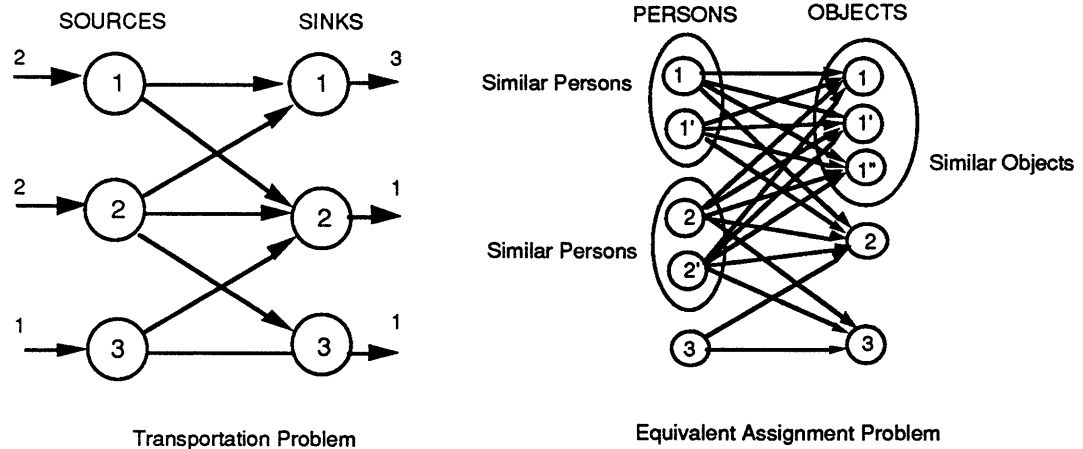 SOURCES
SINKS
2
1
1
3
2
2
2
1
1
3
3
1
Transportation Problem
PERSONS
OBJECTS
Similar Persons
1
1'
1
1'
1"
Similar Objects
Similar Persons
2
2'
2
3
3
Equivalent Assignment Problem